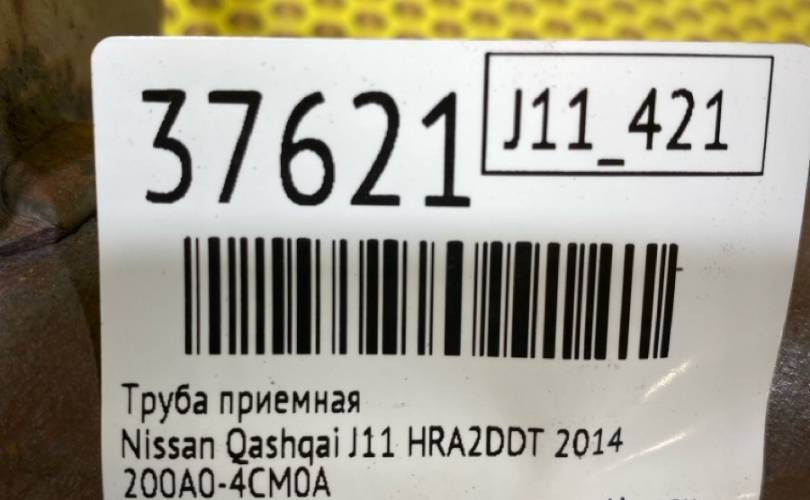 37621
J11_421
Труба приемная
Nissan Qashqai J11 HRA2DDT 2014
200A0-4CM0A